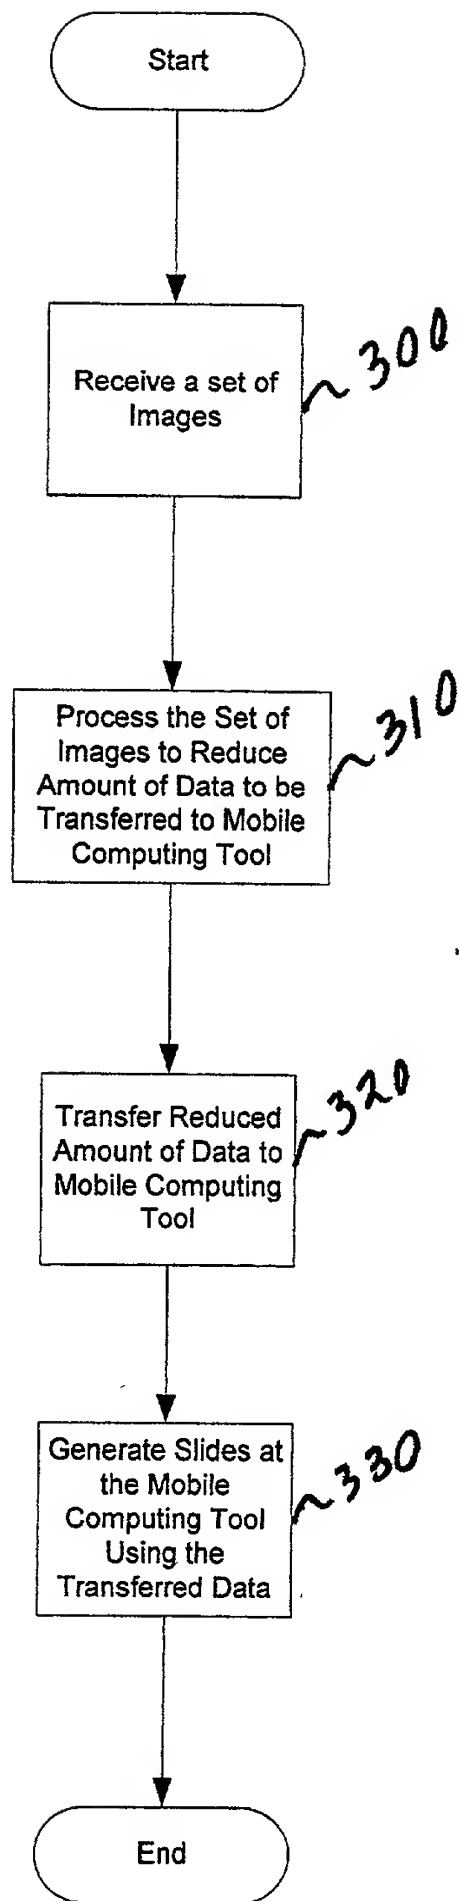 Start
Receive a set of
Images
300
Process the Set of
Images to Reduce
Amount of Data to be
Transferred to Mobile
Computing Tool
310
Transfer Reduced
Amount of Data to
Mobile Computing
Tool
320
Generate Slides at
the Mobile
Computing Tool
Using the
Transferred Data
330
End